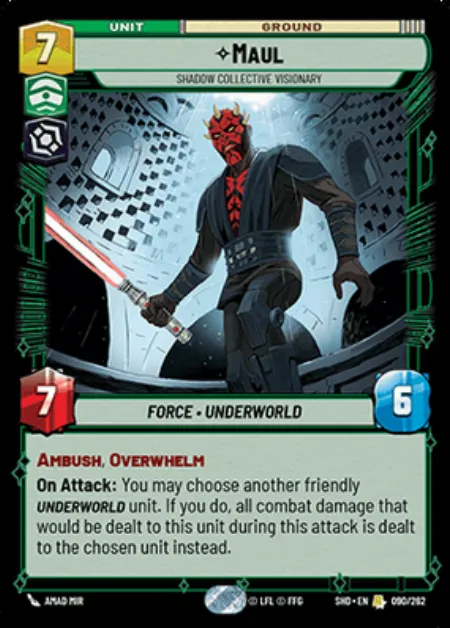 7
UNIT
GROUND
MAUL
SHADOW COLLECTIVE VISIONARY
7
FORCE • UNDERWORLD
6
AMBUSH, OVERWHELM
On Attack: You may choose another friendly
UNDERWORLD unit. If you do, all combat damage that
would be dealt to this unit during this attack is dealt
to the chosen unit instead.
AMAD MIR
© LFL © FFG
SHD • EN
090/262